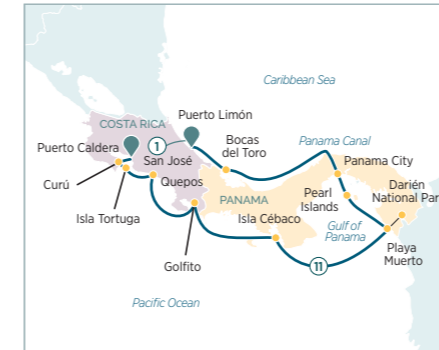 Caribbean Sea
Puerto Limón
COSTA RICA
1
Puerto Caldera
Bocas
del Toro
Panama Canal
San José
Panama City
Curú
Quepos
Pearl
Islands
Darién
National Par
PANAMA
Isla Tortuga
Isla Cébaco
Gulf of
Panama
Playa
Muerto
Golfito
11
Pacific Ocean